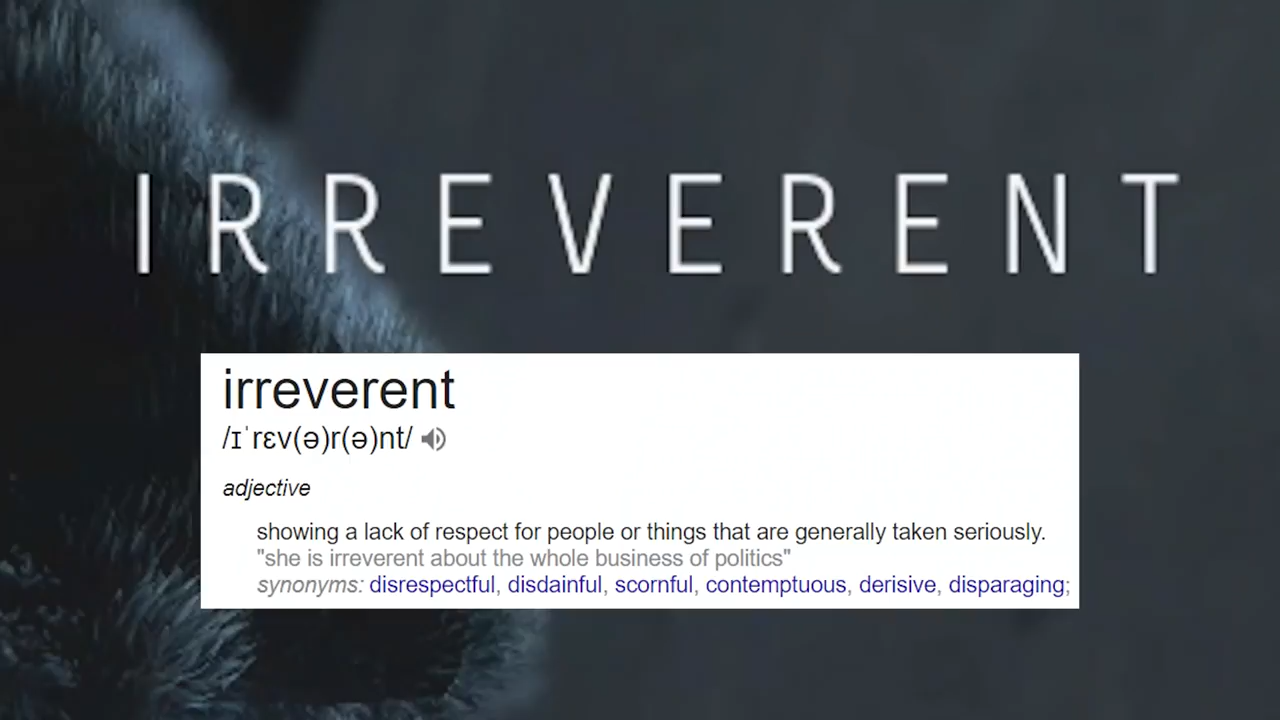 IRREVERENT
irreverent
/ɪˈrɛv(ə)r(ə)nt/
adjective
showing a lack of respect for people or things that are generally taken seriously.
"she is irreverent about the whole business of politics"
synonyms: disrespectful, disdainful, scornful, contemptuous, derisive, disparaging;